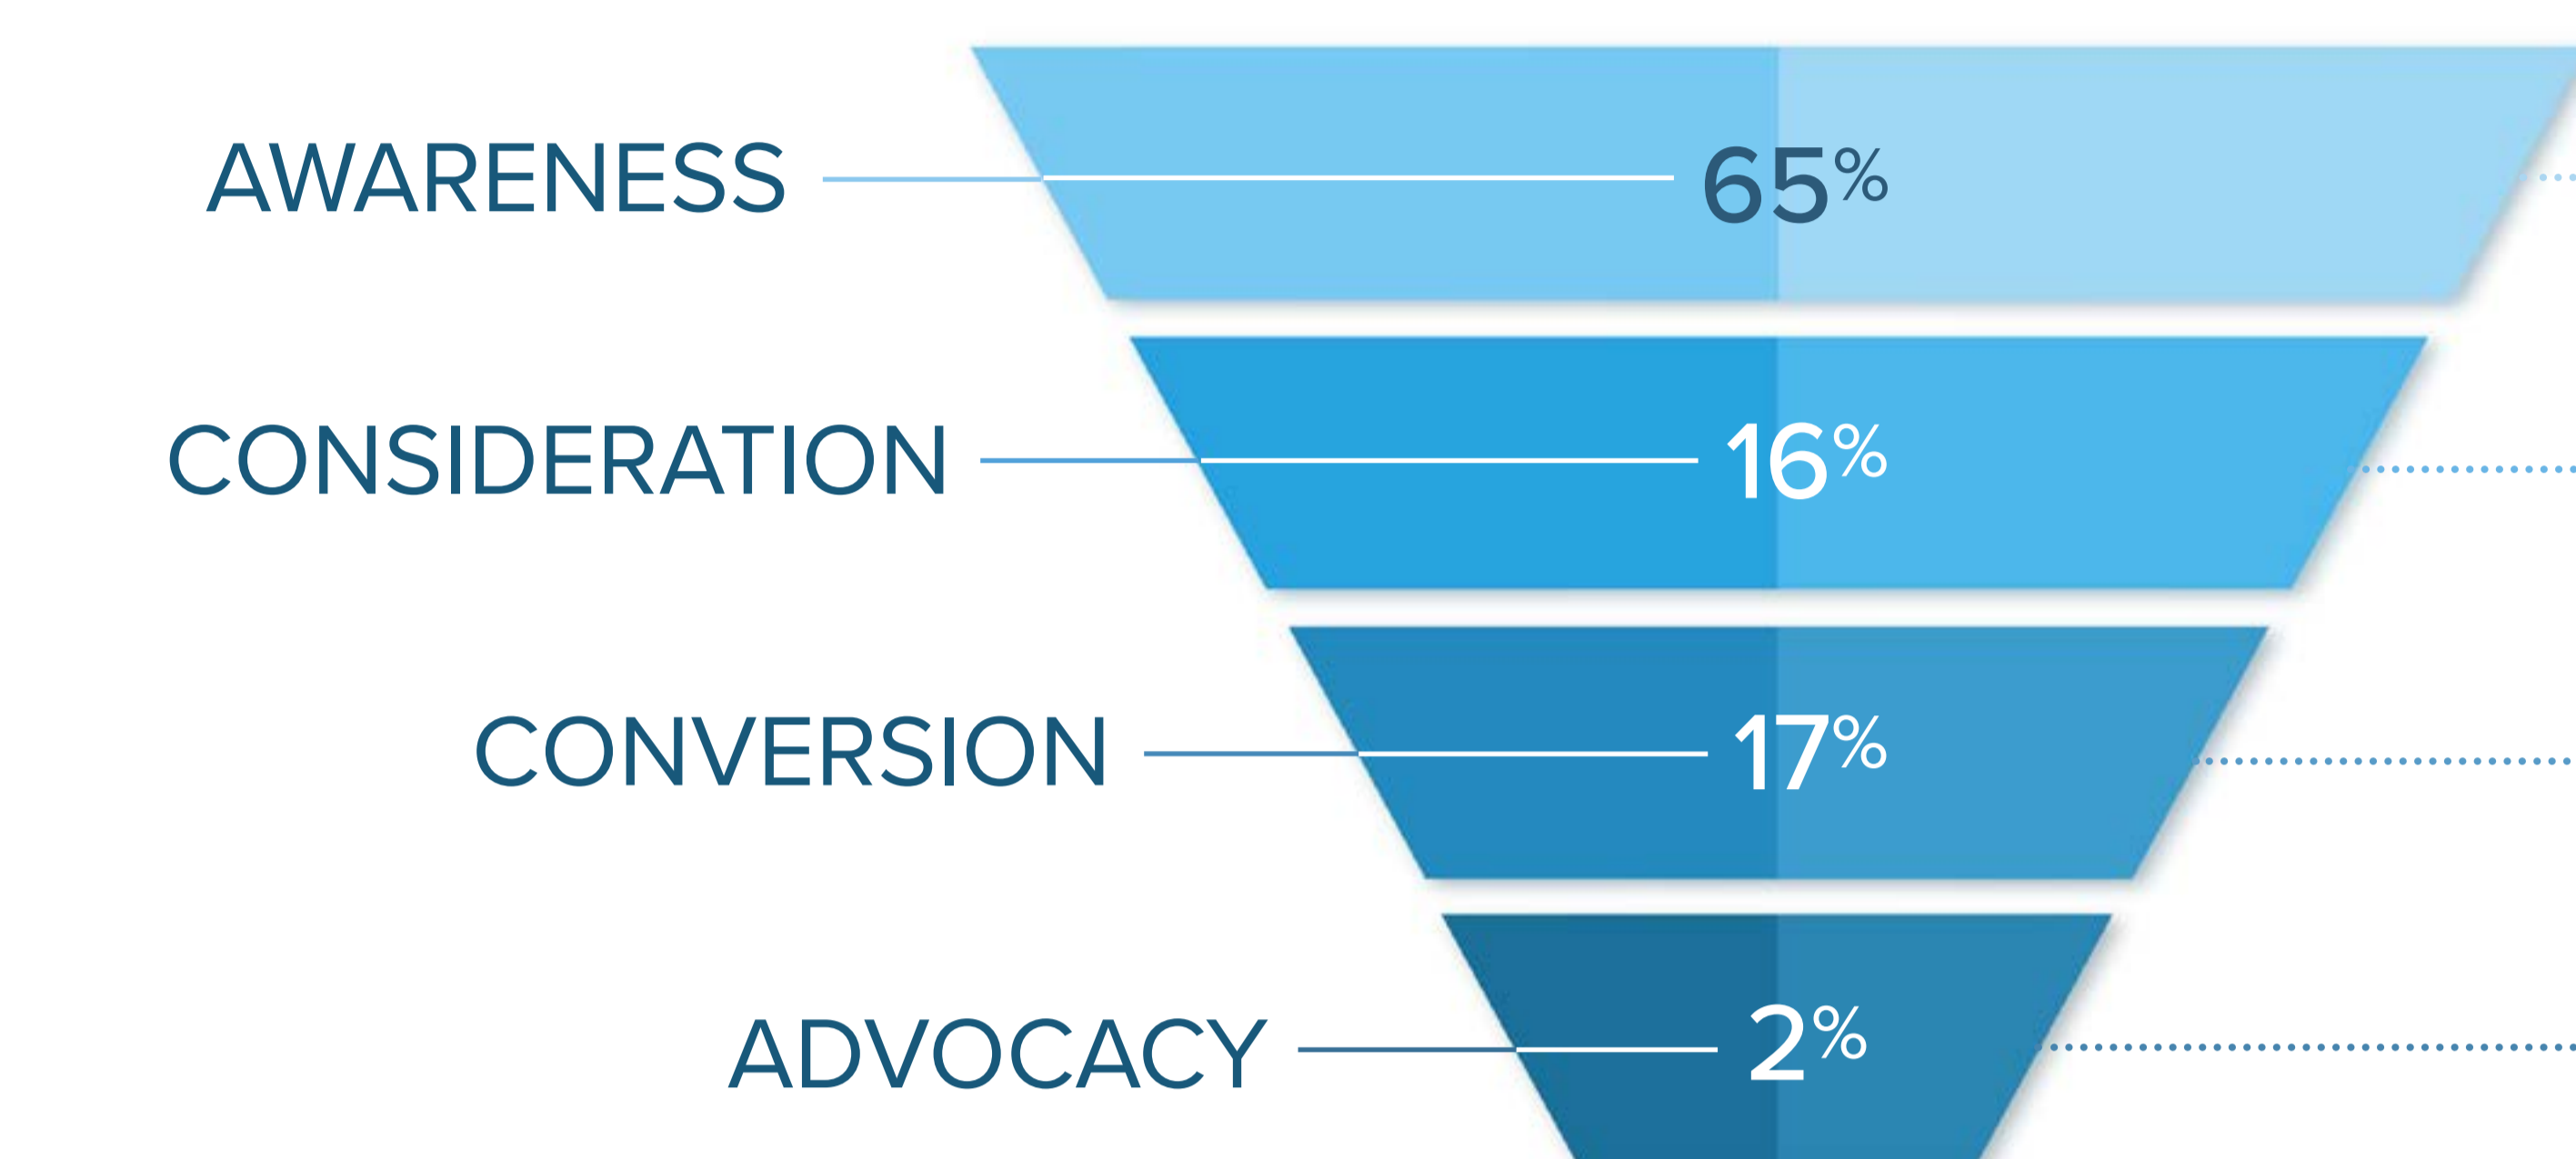 AWARENESS 65%
CONSIDERATION 16%
CONVERSION 17%
ADVOCACY 2%